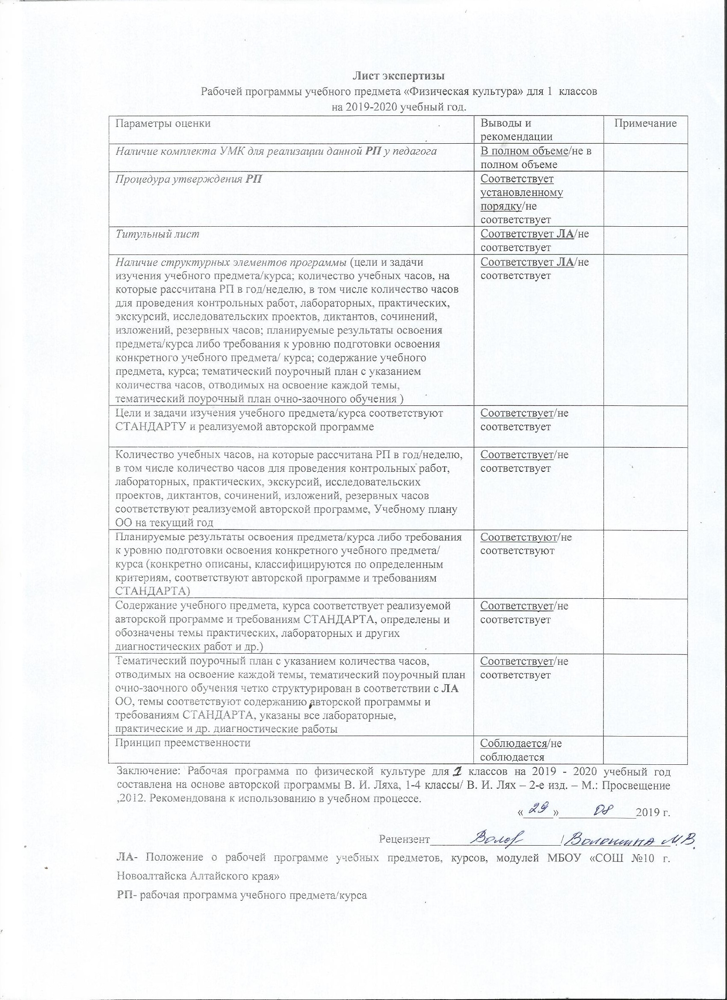 Лист экспертизы
Рабочей программы учебного предмета «Физическая культура» для 1 классов
на 2019-2020 учебный год.
Параметры оценки
Выводы и
рекомендации
Примечание
Наличие комплекта УМК для реализации данной РП у педагога
В полном объеме/не в
полном объеме
Процедура утверждения РП
Соответствует
установленному
порядку/не
соответствует
Титульный лист
Соответствует ЛА/не
соответствует
Наличие структурных элементов программы (цели и задачи
изучения учебного предмета/курса; количество учебных часов, на
которые рассчитана РП в год/неделю, в том числе количество часов
для проведения контрольных работ, лабораторных, практических,
экскурсий, исследовательских проектов, диктантов, сочинений,
изложений, резервных часов; планируемые результаты освоения
предмета/курса либо требования к уровню подготовки освоения
конкретного учебного предмета/ курса; содержание учебного
предмета, курса; тематический поурочный план с указанием
количества часов, отводимых на освоение каждой темы,
тематический поурочный план очно-заочного обучения )
Соответствует ЛА/не
соответствует
Цели и задачи изучения учебного предмета/курса соответствуют
СТАНДАРТУ и реализуемой авторской программе
Соответствует/не
соответствует
Количество учебных часов, на которые рассчитана РП в год/неделю,
в том числе количество часов для проведения контрольных работ,
лабораторных, практических, экскурсий, исследовательских
проектов, диктантов, сочинений, изложений, резервных часов
соответствуют реализуемой авторской программе, Учебному плану
ОО на текущий год
Соответствует/не
соответствует
Планируемые результаты освоения предмета/курса либо требования
к уровню подготовки освоения конкретного учебного предмета/
курса (конкретно описаны, классифицируются по определенным
критериям, соответствуют авторской программе и требованиям
СТАНДАРТА)
Соответствуют/не
соответствуют
Содержание учебного предмета, курса соответствует реализуемой
авторской программе и требованиям СТАНДАРТА, определены и
обозначены темы практических, лабораторных и других
диагностических работ и др.)
Соответствует/не
соответствует
Тематический поурочный план с указанием количества часов,
отводимых на освоение каждой темы, тематический поурочный план
очно-заочного обучения четко структурирован в соответствии с ЛА
ОО, темы соответствуют содержанию авторской программы и
требованиям СТАНДАРТА, указаны все лабораторные,
практические и др. диагностические работы
Соответствует/не
соответствует
Принцип преемственности
Соблюдается/не
соблюдается
Заключение: Рабочая программа по физической культуре для 1 классов на 2019 - 2020 учебный год
составлена на основе авторской программы В. И. Ляха, 1-4 классы/ В. И. Лях – 2-е изд. – М.: Просвещение
,2012. Рекомендована к использованию в учебном процессе.
« 29 » 08 2019 г.
Рецензент / Волошина М.В.
ЛА- Положение о рабочей программе учебных предметов, курсов, модулей МБОУ «СОШ №10 г.
Новоалтайска Алтайского края»
РП- рабочая программа учебного предмета/курса